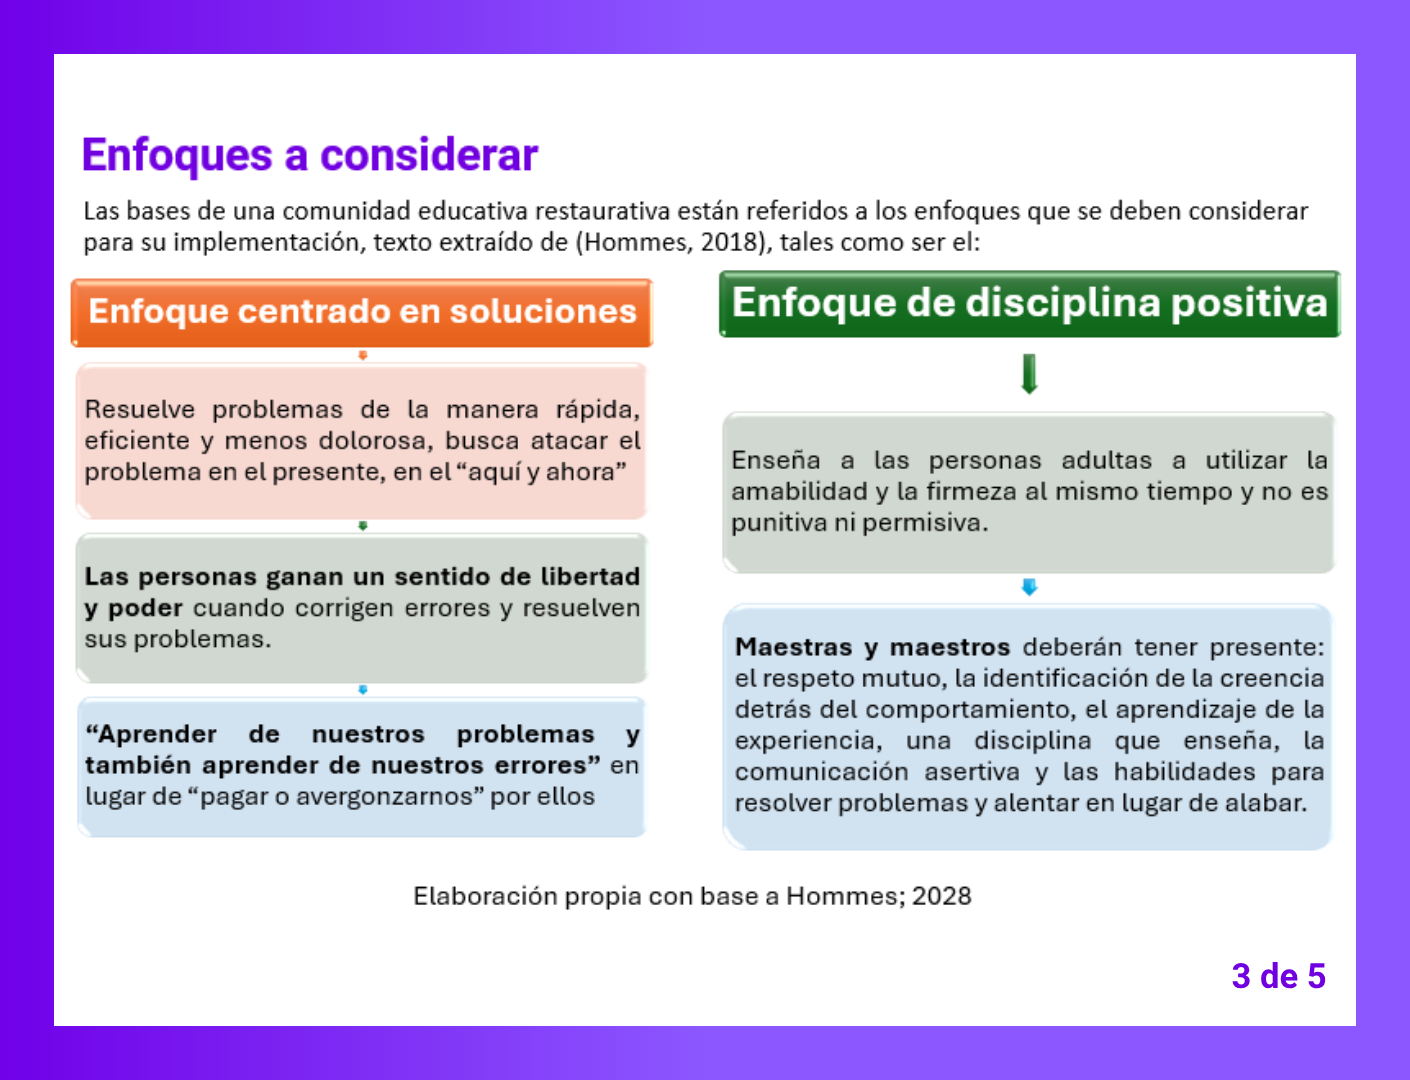 Enfoques a considerar
Las bases de una comunidad educativa restaurativa están referidos a los enfoques que se deben considerar
para su implementación, texto extraído de (Hommes, 2018), tales como ser el:
Enfoque centrado en soluciones
Resuelve problemas de la manera rápida,
eficiente y menos dolorosa, busca atacar el
problema en el presente, en el “aquí y ahora”
Las personas ganan un sentido de libertad
y poder cuando corrigen errores y resuelven
sus problemas.
“Aprender de nuestros problemas y
también aprender de nuestros errores” en
lugar de “pagar o avergonzarnos” por ellos
Enfoque de disciplina positiva
Enseña a las personas adultas a utilizar la
amabilidad y la firmeza al mismo tiempo y no es
punitiva ni permisiva.
Maestras y maestros deberán tener presente:
el respeto mutuo, la identificación de la creencia
detrás del comportamiento, el aprendizaje de la
experiencia, una disciplina que enseña, la
comunicación asertiva y las habilidades para
resolver problemas y alentar en lugar de alabar.
Elaboración propia con base a Hommes; 2028
3 de 5